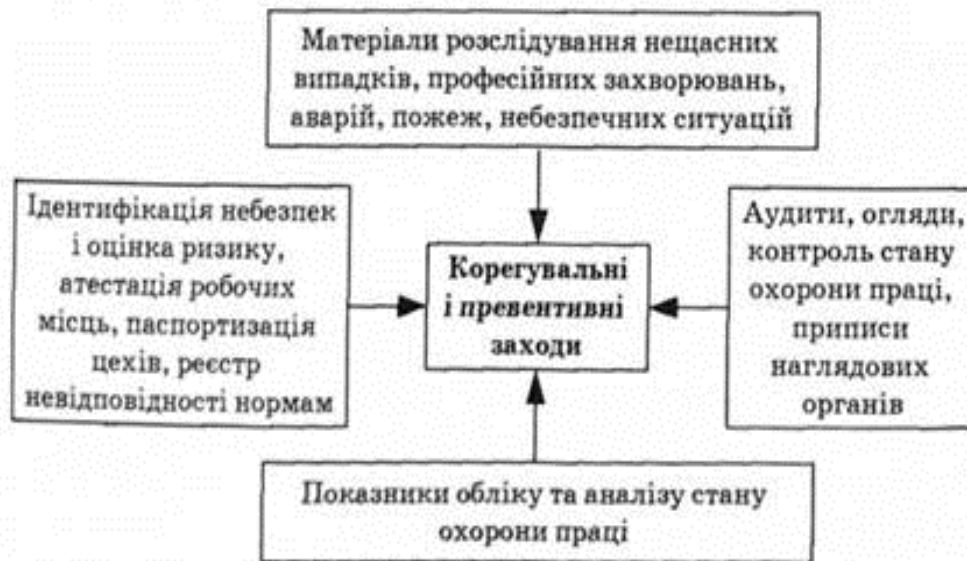 Матеріали розслідування нещасних
випадків, професійних захворювань,
аварій, пожеж, небезпечних ситуацій
Ідентифікація небезпек
і оцінка ризику,
атестація робочих
місць, паспортизація
цехів, реєстр
невідповідності нормам
Корегувальні
і превентивні
заходи
Аудити, огляди,
контроль стану
охорони праці,
приписи
наглядових
органів
Показники обліку та аналізу стану
охорони праці